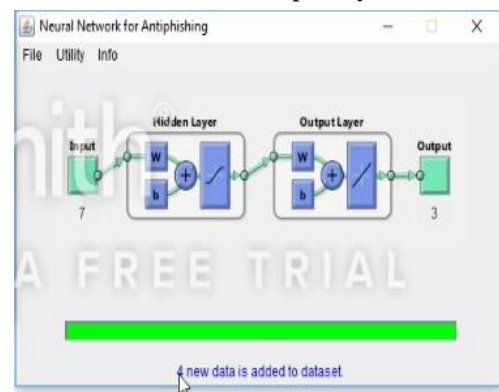 Neural Network for Antiphishing
File Utility Info
Hidden Layer Output Layer
Input Output
W W
+ +
b b
7 3
A FREE TRIAL
4 new data is added to dataset.